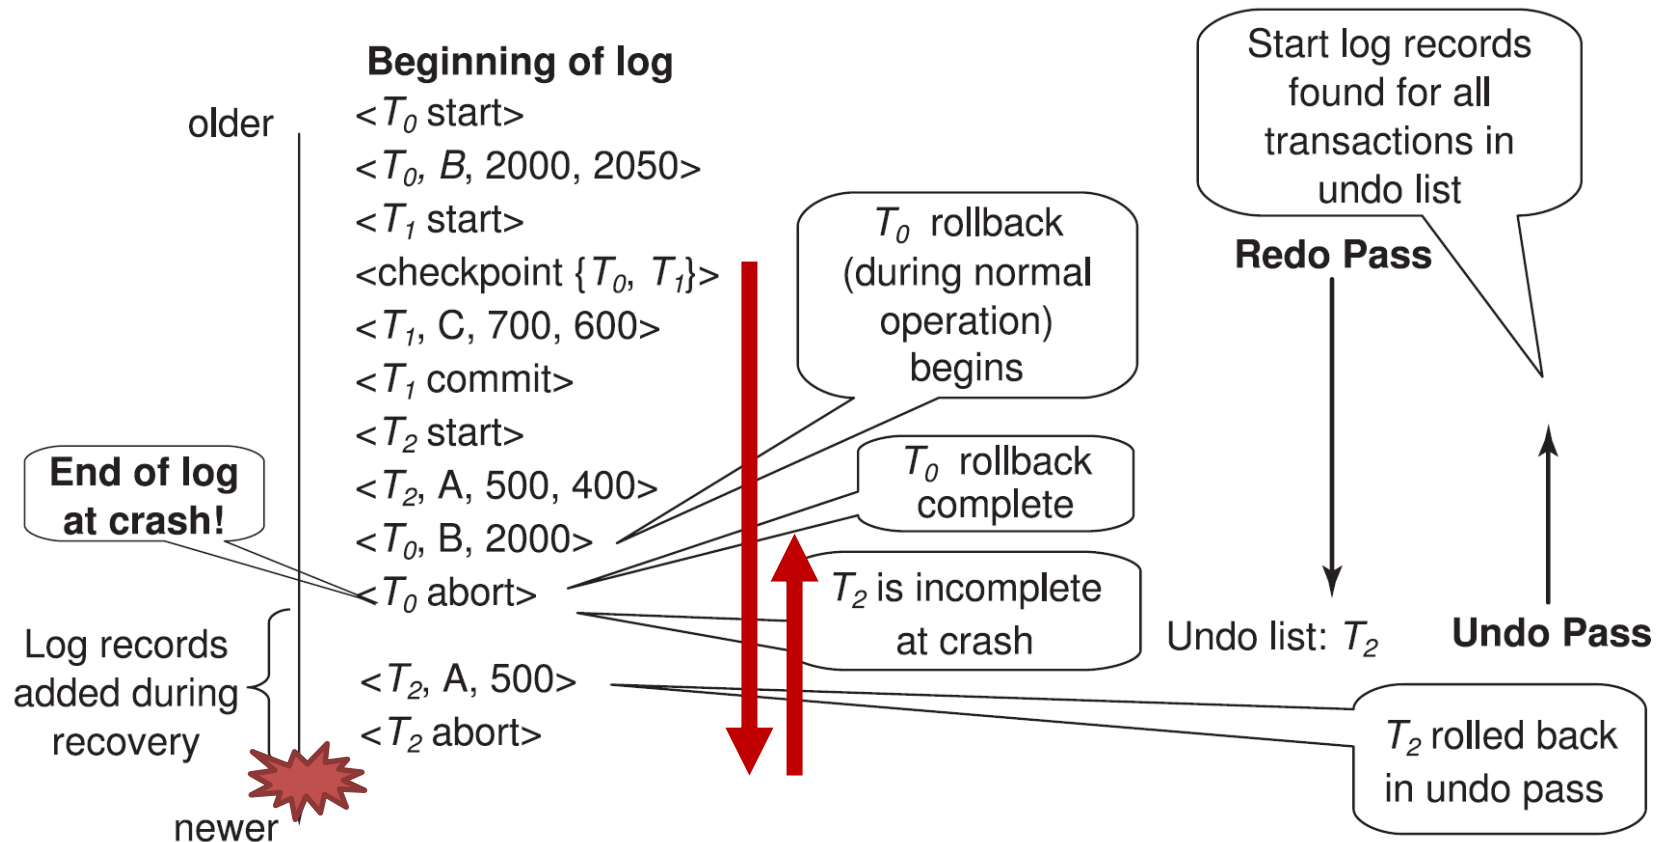 Beginning of log
older
<T0 start>
<T0, B, 2000, 2050>
<T1 start>
<checkpoint {T0, T1}>
<T1, C, 700, 600>
<T1 commit>
<T2 start>
<T2, A, 500, 400>
<T0, B, 2000>
<T0 abort>
<T2, A, 500>
<T2 abort>
End of log
at crash!
Log records
added during
recovery
newer
T0 rollback
(during normal
operation)
begins
T0 rollback
complete
T2 is incomplete
at crash
Start log records
found for all
transactions in
undo list
Redo Pass
Undo list: T2
Undo Pass
T2 rolled back
in undo pass